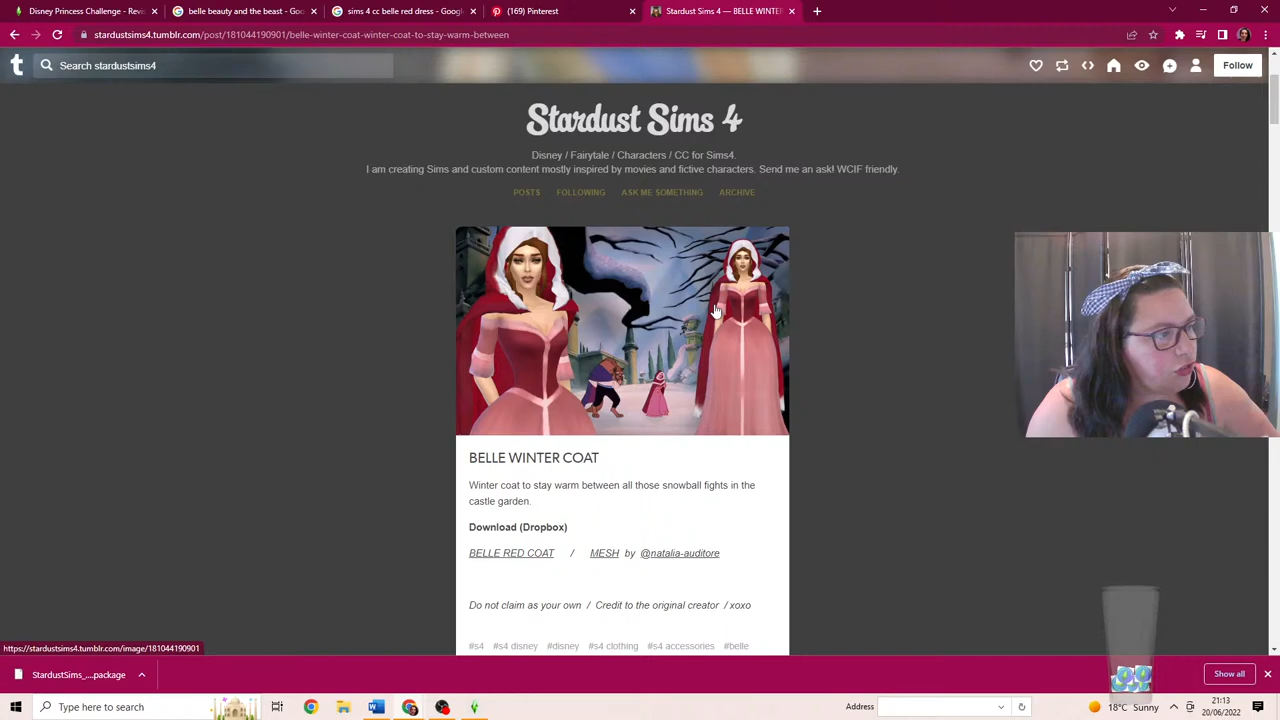 Disney Princess Challenge - Revis
belle beauty and the beast - Goo
sims 4 cc belle red dress - Google
(169) Pinterest
Stardust Sims 4 — BELLE WINTER
stardustsims4.tumblr.com/post/181044190901/belle-winter-coat-winter-coat-to-stay-warm-between
t
Search stardustsims4
Follow
Stardust Sims 4
Disney / Fairytale / Characters / CC for Sims4.
I am creating Sims and custom content mostly inspired by movies and fictive characters. Send me an ask! WCIF friendly.
POSTS FOLLOWING ASK ME SOMETHING ARCHIVE
BELLE WINTER COAT
Winter coat to stay warm between all those snowball fights in the
castle garden.
Download (Dropbox)
BELLE RED COAT / MESH by @natalia-auditore
Do not claim as your own / Credit to the original creator / xoxo
#s4 #s4 disney #disney #s4 clothing #s4 accessories #belle
https://stardustsims4.tumblr.com/image/181044190901
StardustSims_....package
Show all
Type here to search
Address
18°C Sunny
21:13
20/06/2022